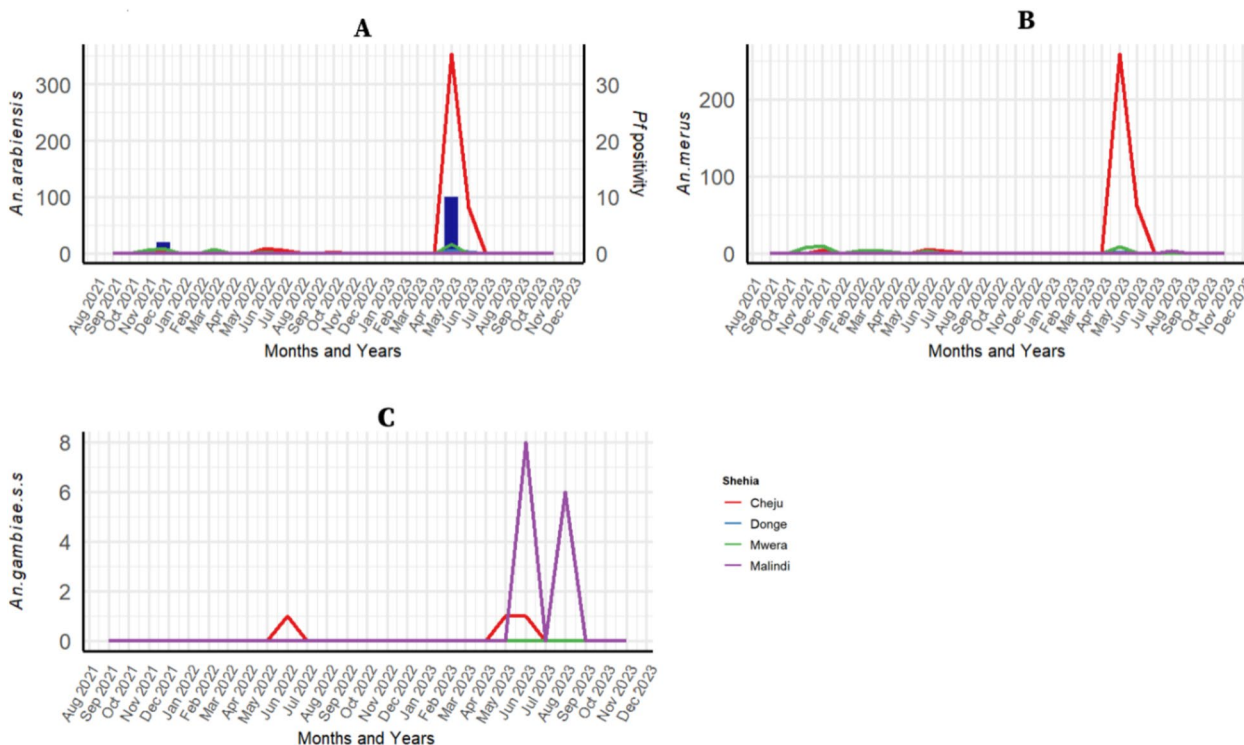 A
An.arabiensis
300
200
100
0
30
20
10
0
Pf positivity
Aug 2021
Sep 2021
Oct 2021
Nov 2021
Dec 2021
Jan 2022
Feb 2022
Mar 2022
Apr 2022
May 2022
Jun 2022
Jul 2022
Aug 2022
Sep 2022
Oct 2022
Nov 2022
Dec 2022
Jan 2023
Feb 2023
Mar 2023
Apr 2023
May 2023
Jun 2023
Jul 2023
Aug 2023
Sep 2023
Oct 2023
Nov 2023
Dec 2023
Months and Years
B
An.merus
200
100
0
Aug 2021
Sep 2021
Oct 2021
Nov 2021
Dec 2021
Jan 2022
Feb 2022
Mar 2022
Apr 2022
May 2022
Jun 2022
Jul 2022
Aug 2022
Sep 2022
Oct 2022
Nov 2022
Dec 2022
Jan 2023
Feb 2023
Mar 2023
Apr 2023
May 2023
Jun 2023
Jul 2023
Aug 2023
Sep 2023
Oct 2023
Nov 2023
Dec 2023
Months and Years
C
An.gambiae.s.s
8
6
4
2
0
Aug 2021
Sep 2021
Oct 2021
Nov 2021
Dec 2021
Jan 2022
Feb 2022
Mar 2022
Apr 2022
May 2022
Jun 2022
Jul 2022
Aug 2022
Sep 2022
Oct 2022
Nov 2022
Dec 2022
Jan 2023
Feb 2023
Mar 2023
Apr 2023
May 2023
Jun 2023
Jul 2023
Aug 2023
Sep 2023
Oct 2023
Nov 2023
Dec 2023
Months and Years
Shehia
Cheju
Donge
Mwera
Malindi